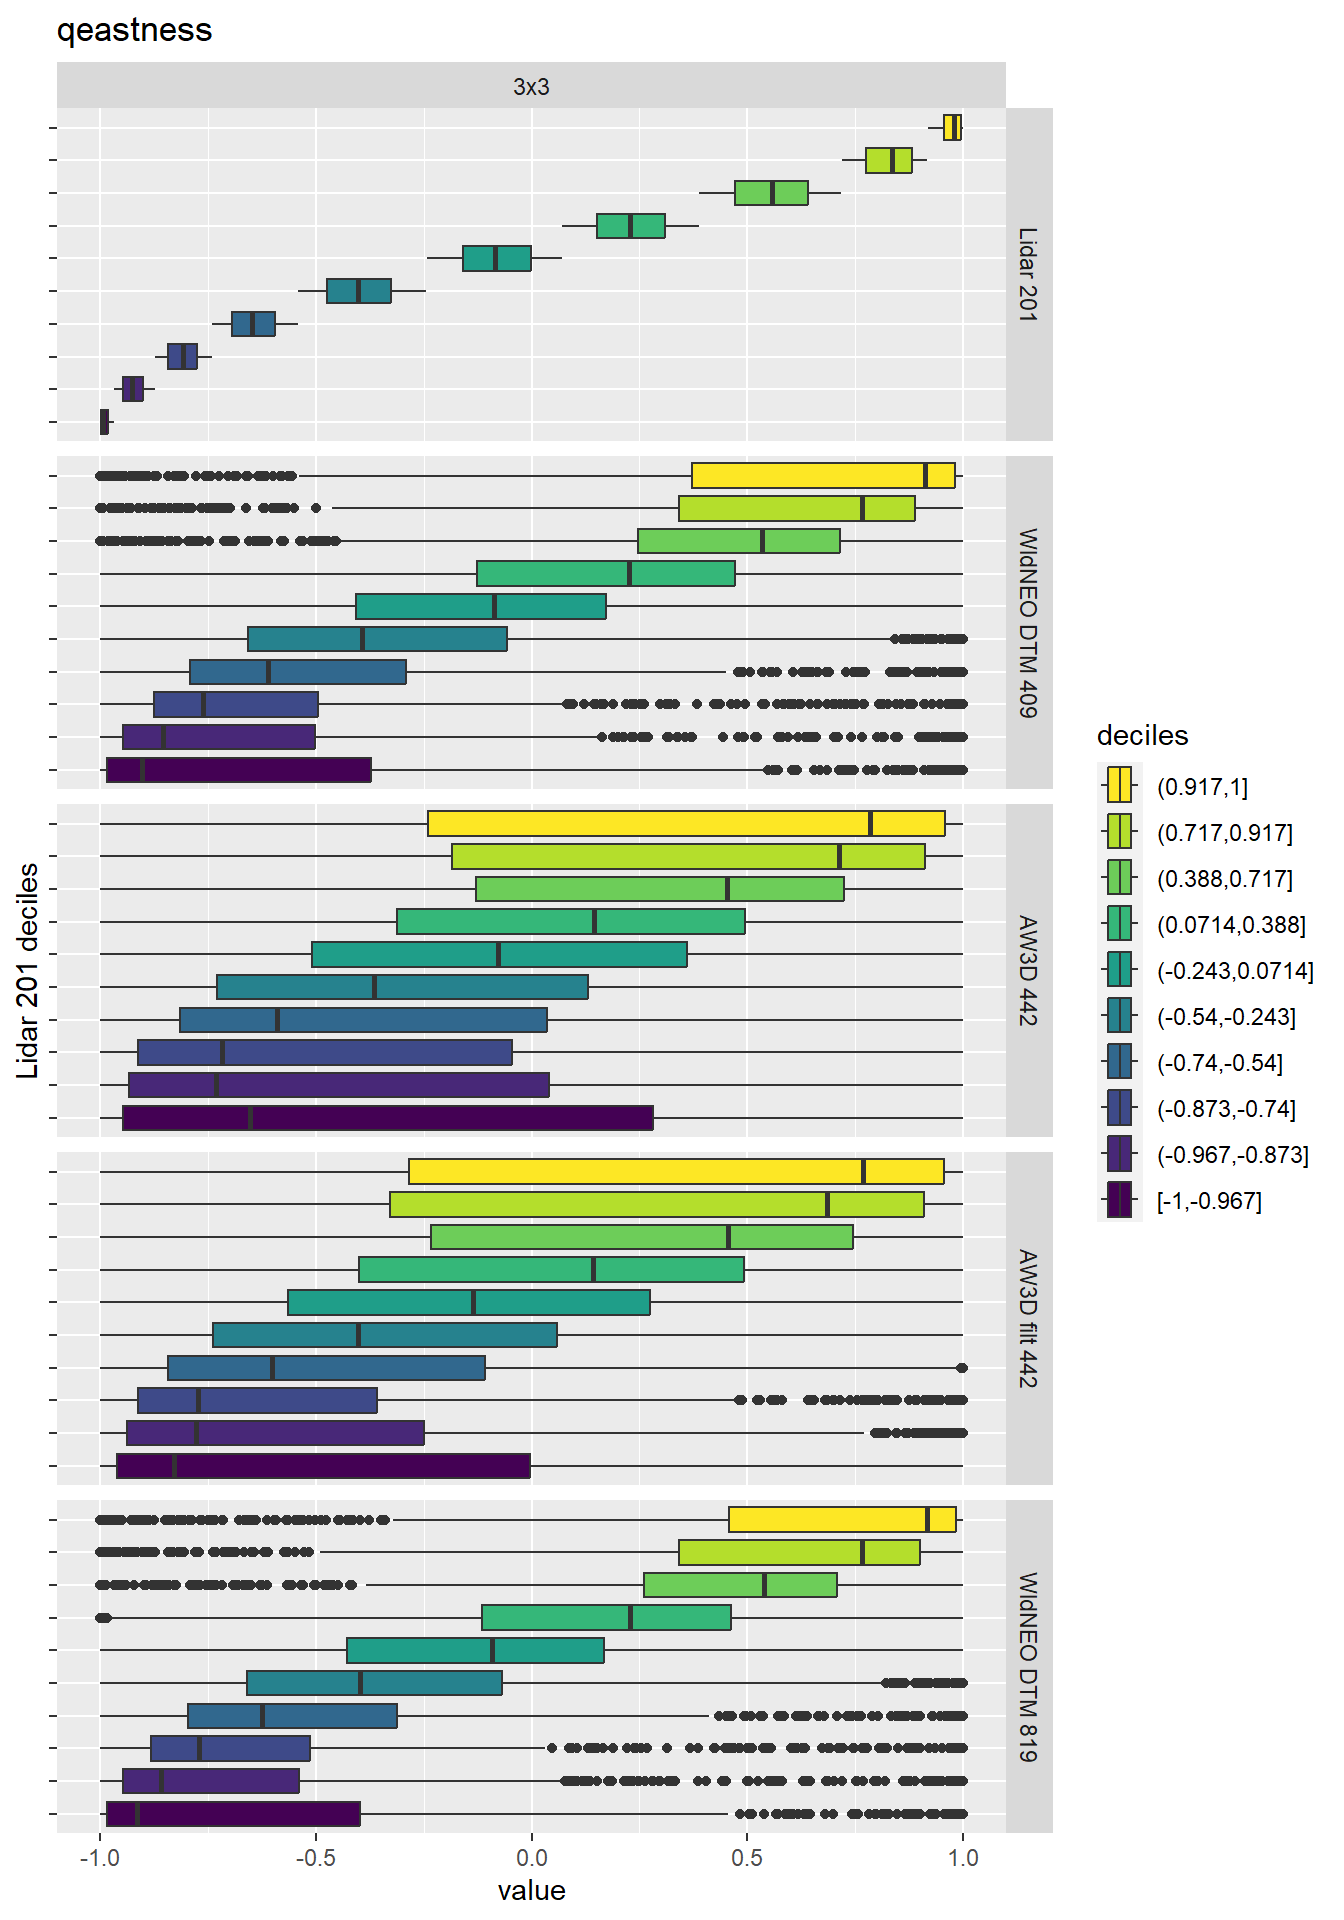 qeastness
3x3
Lidar 201
WldNEO DTM 409
AW3D 442
AW3D filt 442
WldNEO DTM 819
Lidar 201 deciles
-1.0
-0.5
0.0
0.5
1.0
value
deciles
(0.917,1]
(0.717,0.917]
(0.388,0.717]
(0.0714,0.388]
(-0.243,0.0714]
(-0.54,-0.243]
(-0.74,-0.54]
(-0.873,-0.74]
(-0.967,-0.873]
[-1,-0.967]